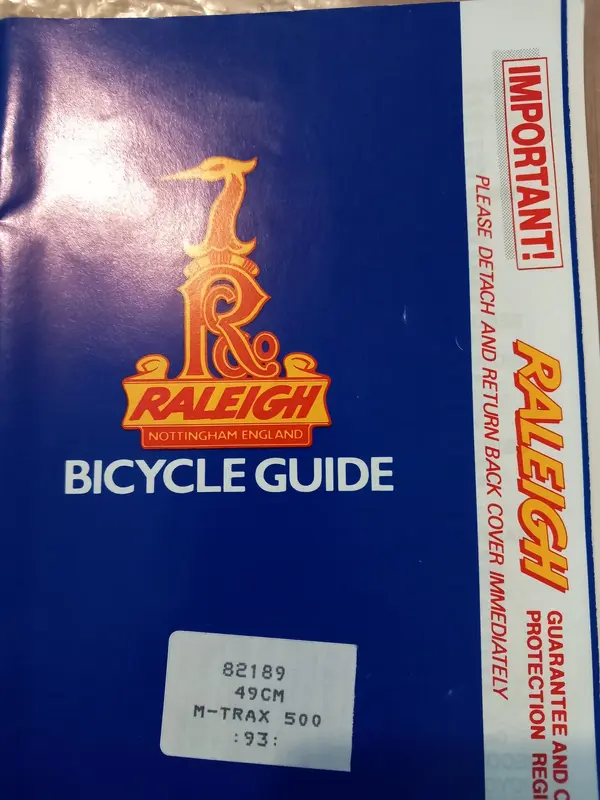 R
Co
RALEIGH
NOTTINGHAM ENGLAND
BICYCLE GUIDE
82189
49CM
M-TRAX 500
:93:
IMPORTANT!
PLEASE DETACH AND RETURN BACK COVER IMMEDIATELY
RALEIGH
GUARANTEE AND
PROTECTION